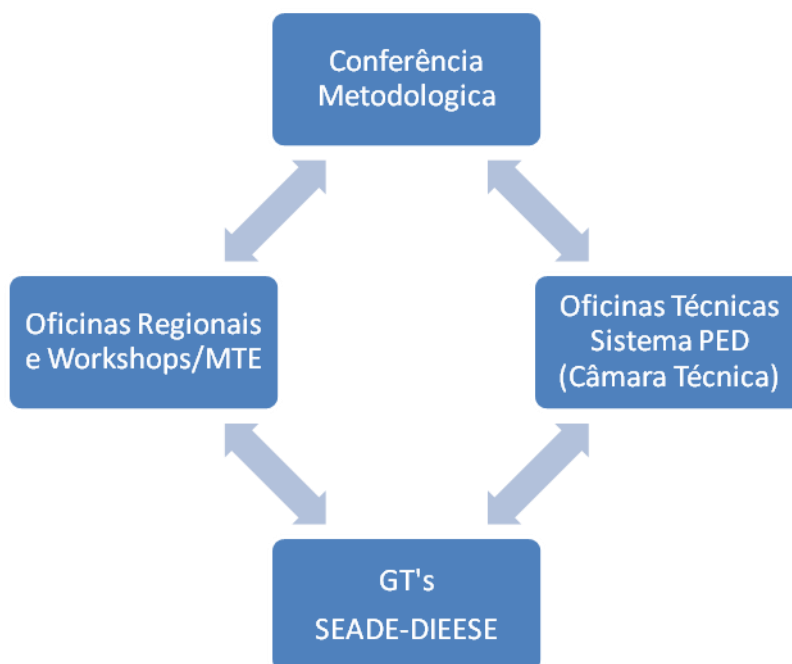 Conferência
Metodologica
Oficinas Regionais
e Workshops/MTE
Oficinas Técnicas
Sistema PED
(Câmara Técnica)
GT's
SEADE-DIEESE